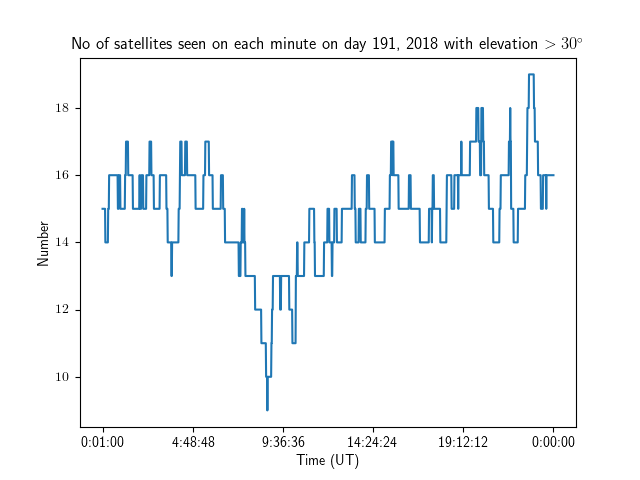 No of satellites seen on each minute on day 191, 2018 with elevation > 30°
18
16
14
12
10
Number
0:01:00 4:48:48 9:36:36 14:24:24 19:12:12 0:00:00
Time (UT)